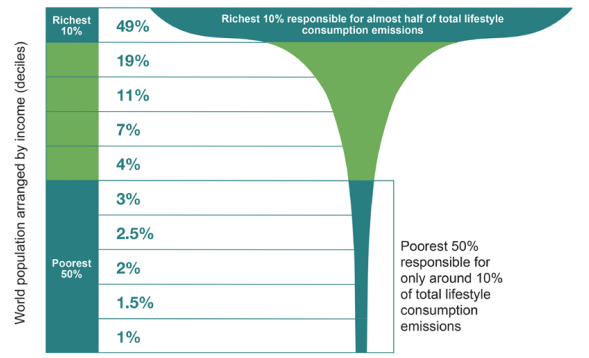 World population arranged by income (deciles)
Richest
10%
49%
Richest 10% responsible for almost half of total lifestyle
consumption emissions
19%
11%
7%
4%
3%
2.5%
Poorest
50%
2%
1.5%
1%
Poorest 50%
responsible for
only around 10%
of total lifestyle
consumption
emissions